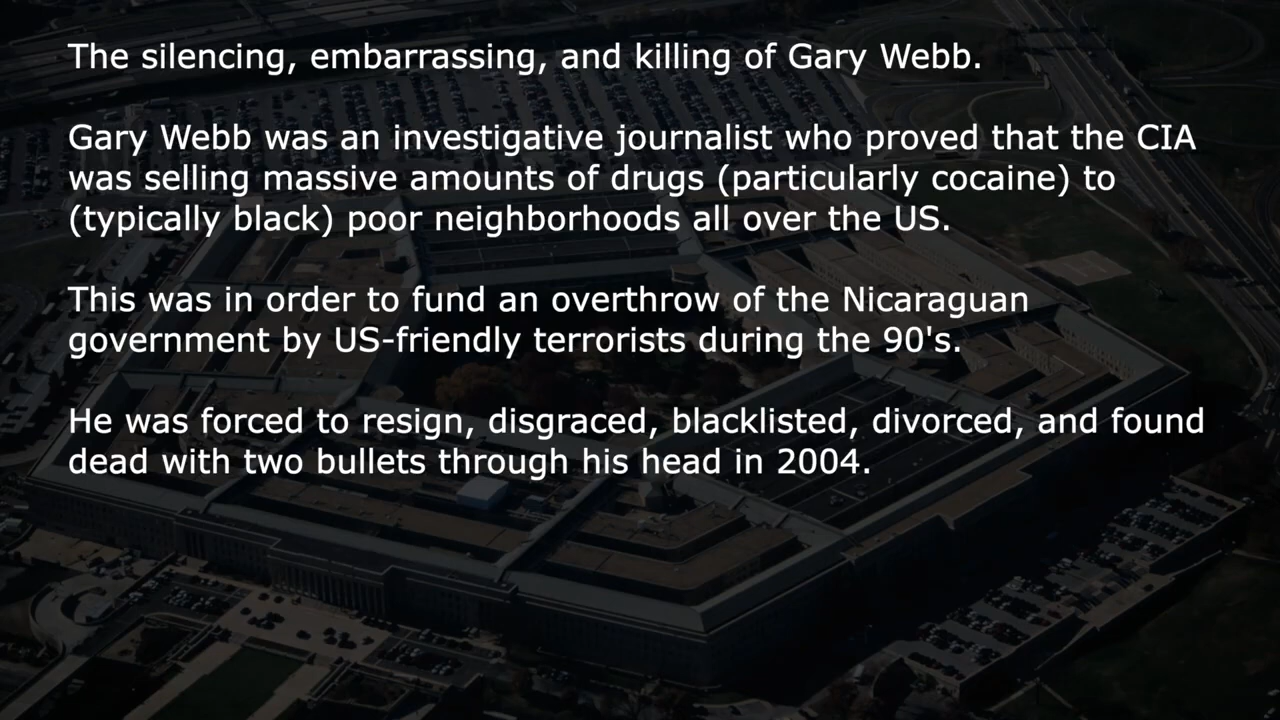 The silencing, embarrassing, and killing of Gary Webb.
Gary Webb was an investigative journalist who proved that the CIA
was selling massive amounts of drugs (particularly cocaine) to
(typically black) poor neighborhoods all over the US.
This was in order to fund an overthrow of the Nicaraguan
government by US-friendly terrorists during the 90's.
He was forced to resign, disgraced, blacklisted, divorced, and found
dead with two bullets through his head in 2004.